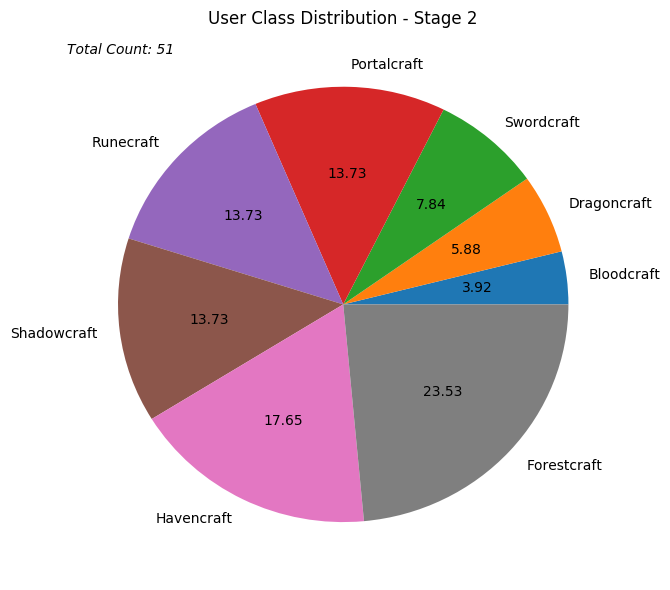 User Class Distribution - Stage 2
Total Count: 51
Portalcraft
Swordcraft
Runecraft
13.73
Dragoncraft
7.84
13.73
5.88
Bloodcraft
3.92
13.73
Shadowcraft
23.53
17.65
Forestcraft
Havencraft